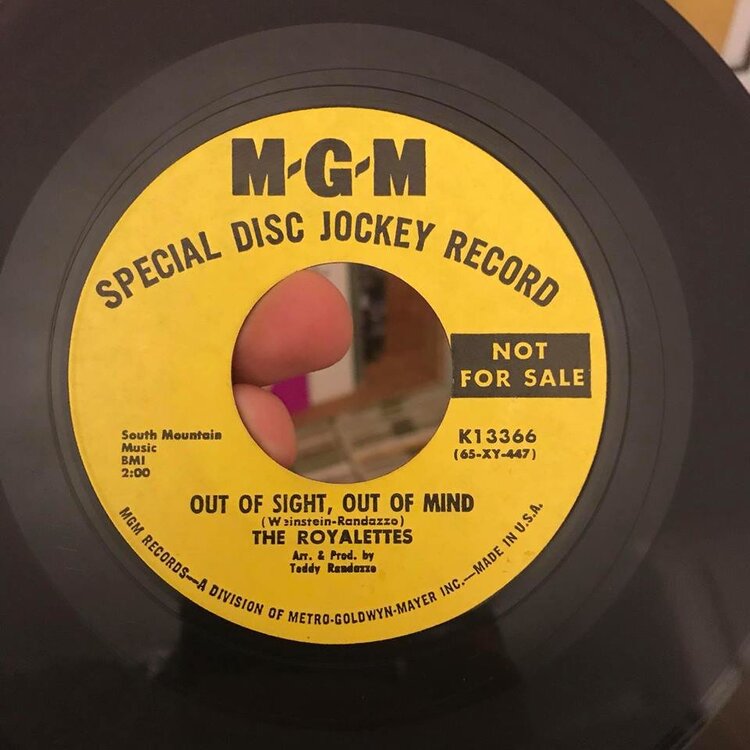 M-G-M
SPECIAL DISC JOCKEY RECORD
NOT
FOR SALE
South Mountain
Music
BMI
2:00
K13366
(65-XY-447)
OUT OF SIGHT, OUT OF MIND
(Weinstein-Randazzo)
THE ROYALETTES
Arr. & Prod. by
Teddy Randazzo
MGM RECORDS—A DIVISION OF METRO-GOLDWYN-MAYER INC.—MADE IN U.S.A.